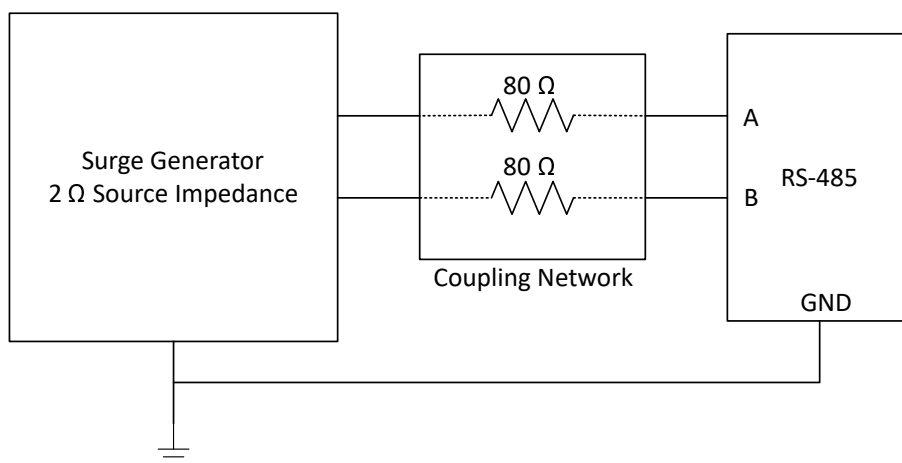 Surge Generator
2 Ω Source Impedance
80 Ω
80 Ω
Coupling Network
A
B
RS-485
GND